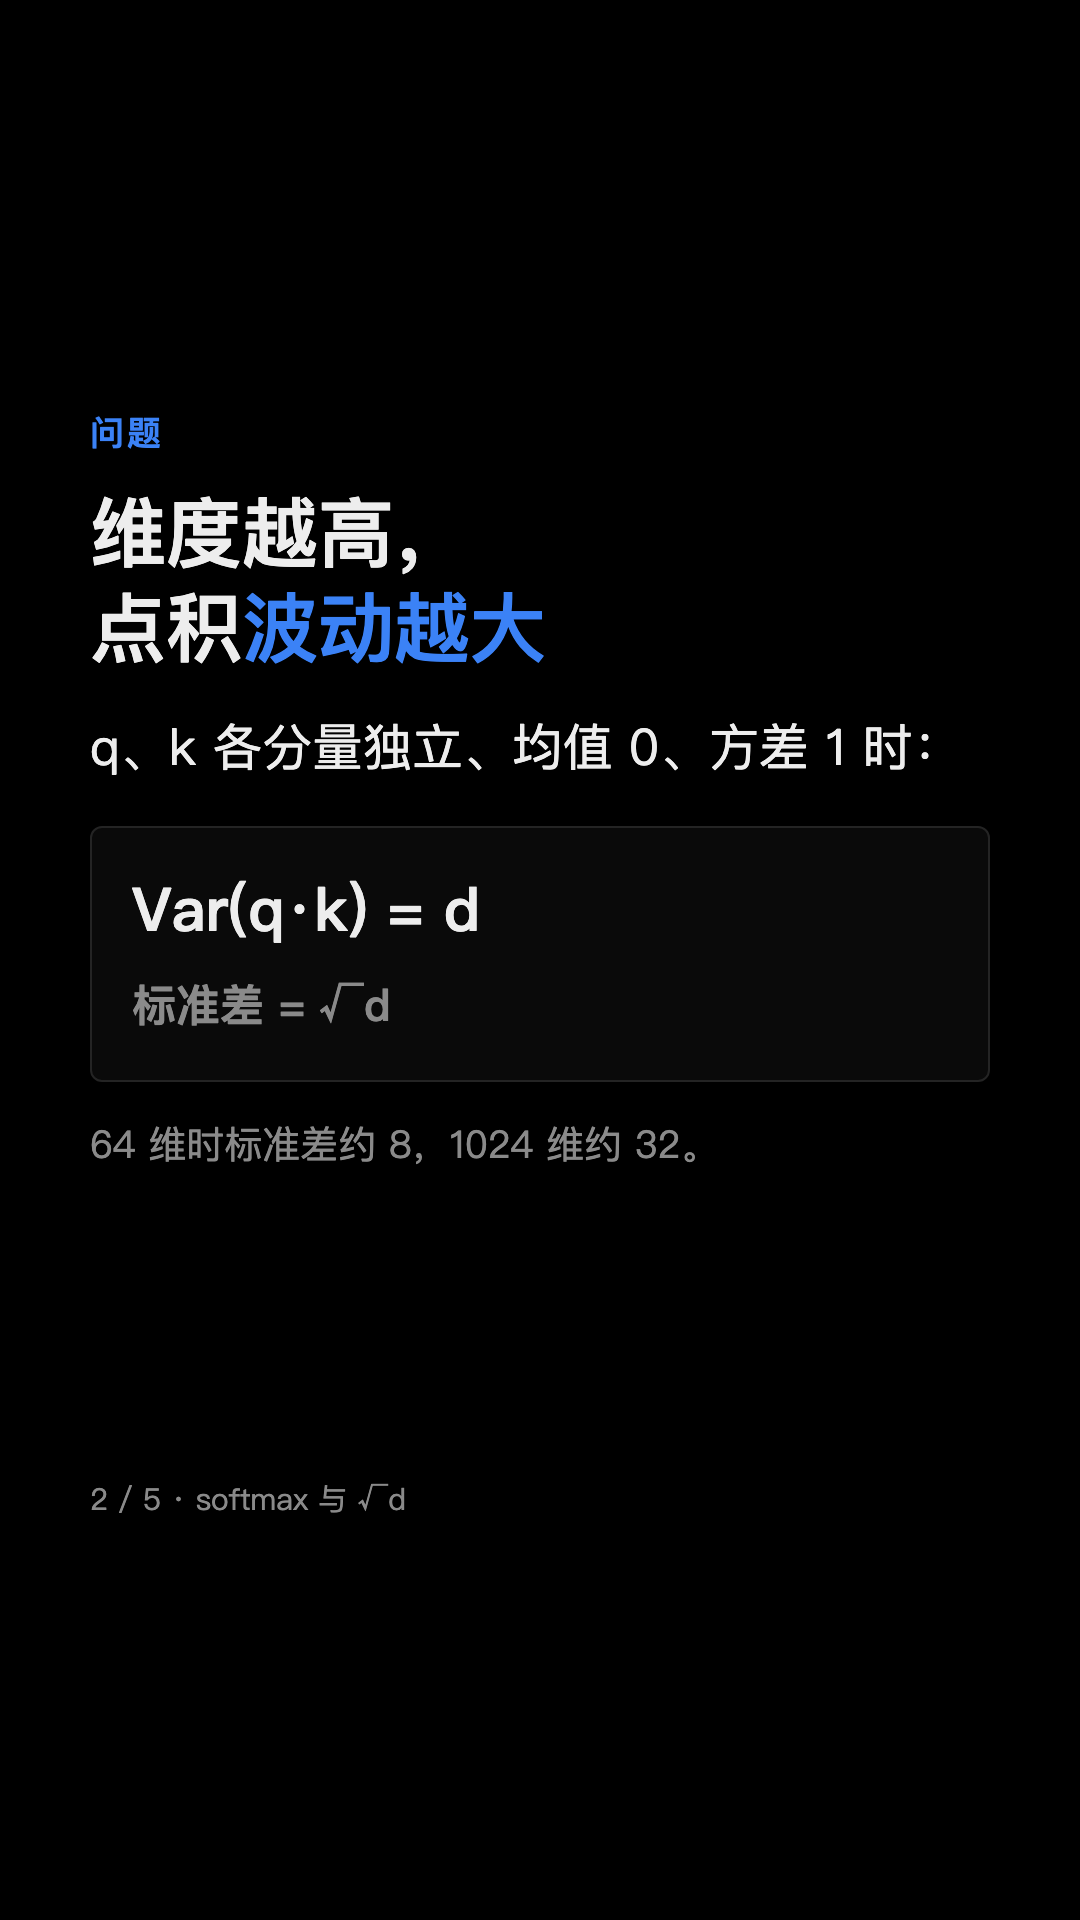 问题
维度越高，
点积波动越大
q、k 各分量独立、均值 0、方差 1 时：
Var(q·k) = d
标准差 = √d
64 维时标准差约 8，1024 维约 32。
2 / 5 · softmax 与 √d